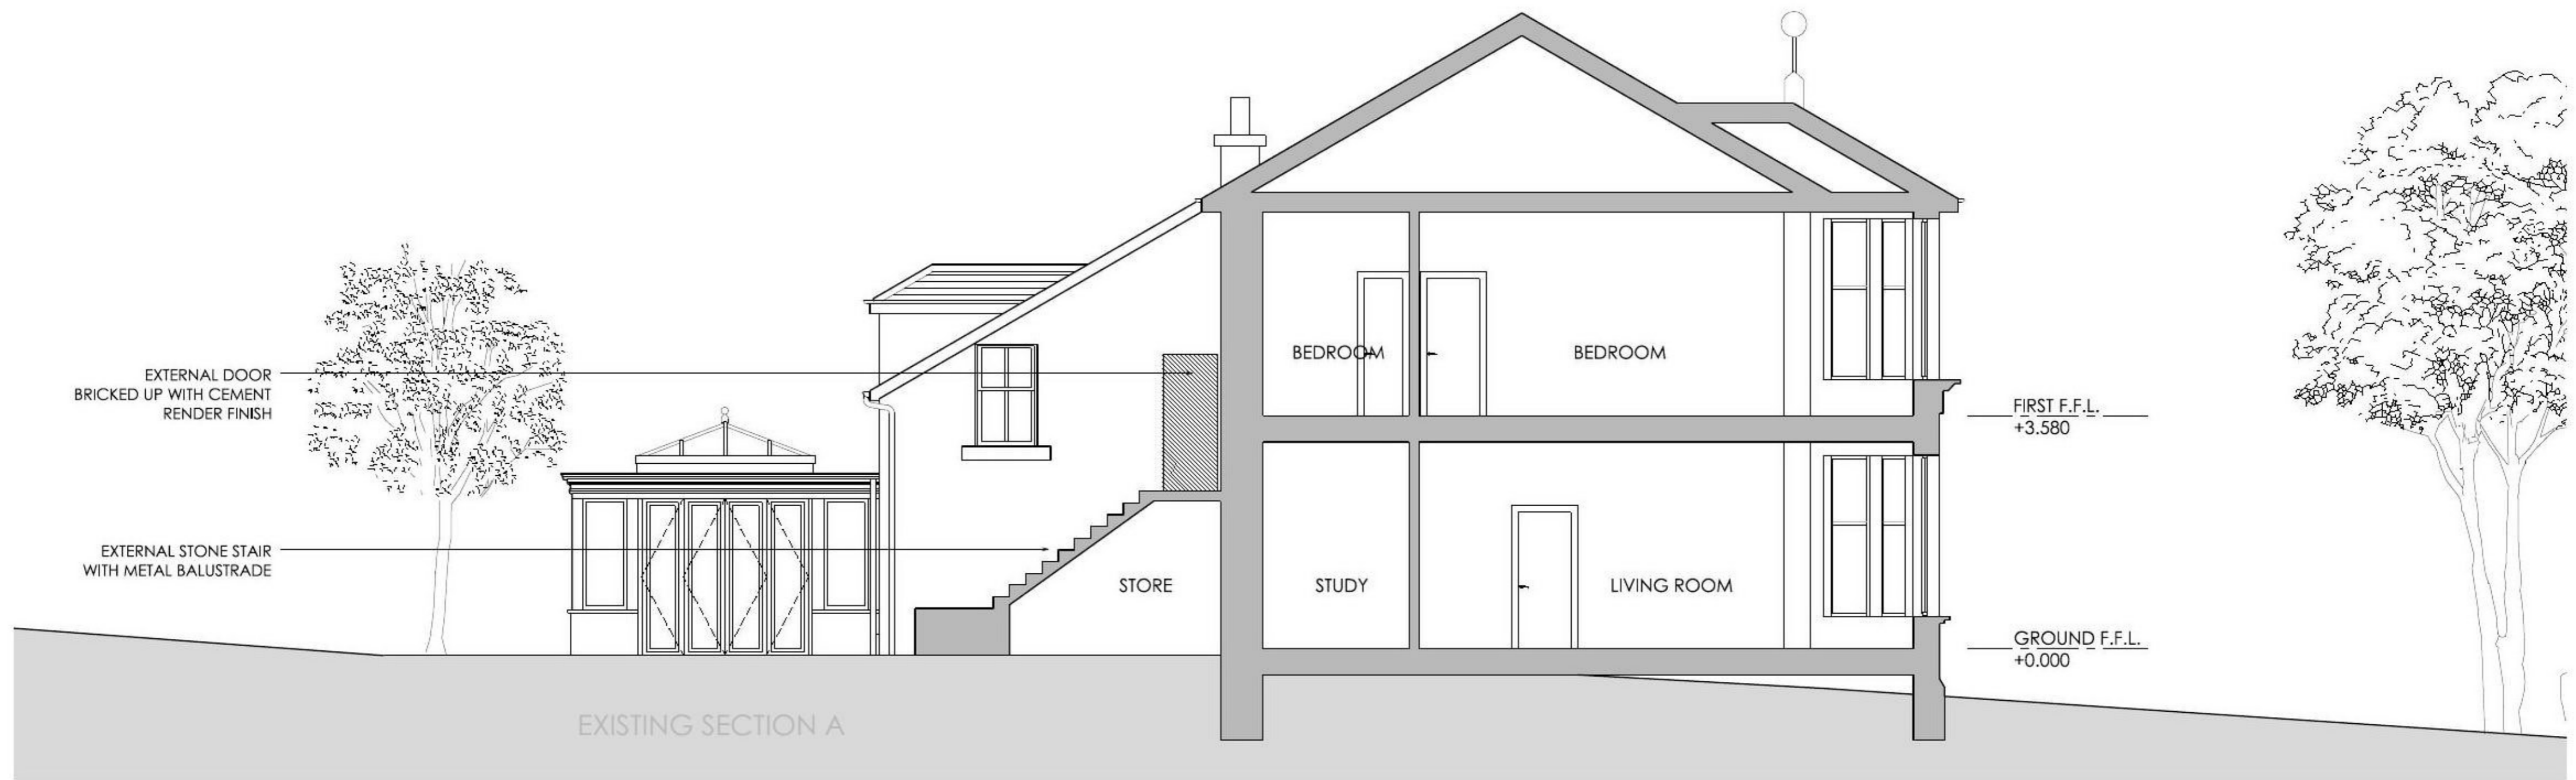 EXTERNAL DOOR
BRICKED UP WITH CEMENT
RENDER FINISH
EXTERNAL STONE STAIR
WITH METAL BALUSTRADE
BEDROOM
BEDROOM
STORE
STUDY
LIVING ROOM
FIRST F.F.L.
+3.580
GROUND F.F.L.
+0.000
EXISTING SECTION A